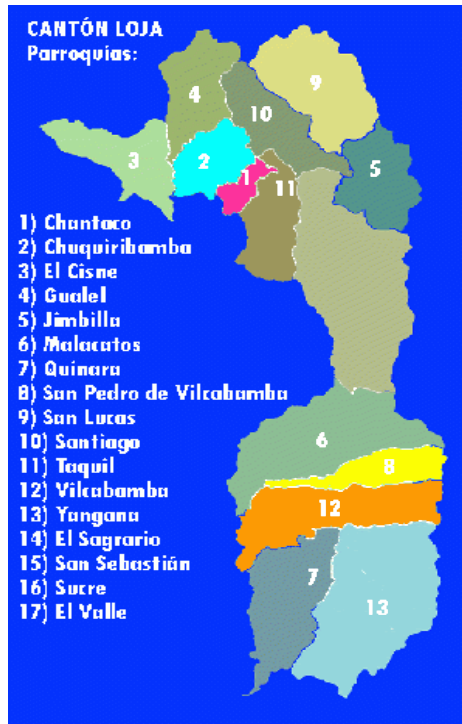 CANTÓN LOJA
Parroquías:
9
4
10
3
2
5
1
11
1) Chantaco
2) Chuquiribamba
3) El Cisne
4) Gualel
5) Jimbilla
6) Malacatos
7) Quinara
8) San Pedro de Vilcabamba
9) San Lucas
10) Santiago
11) Taquil
12) Vilcabamba
13) Yangana
14) El Sagrario
15) San Sebastián
16) Sucre
17) El Valle
6
8
12
7
13